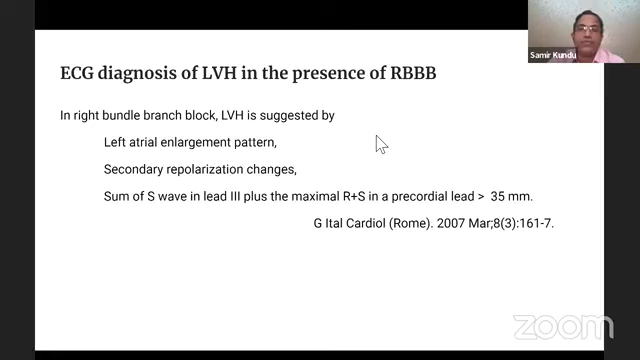 Samir Kundu
ECG diagnosis of LVH in the presence of RBBB
In right bundle branch block, LVH is suggested by
Left atrial enlargement pattern,
Secondary repolarization changes,
Sum of S wave in lead III plus the maximal R+S in a precordial lead > 35 mm.
G Ital Cardiol (Rome). 2007 Mar;8(3):161-7.
zoom